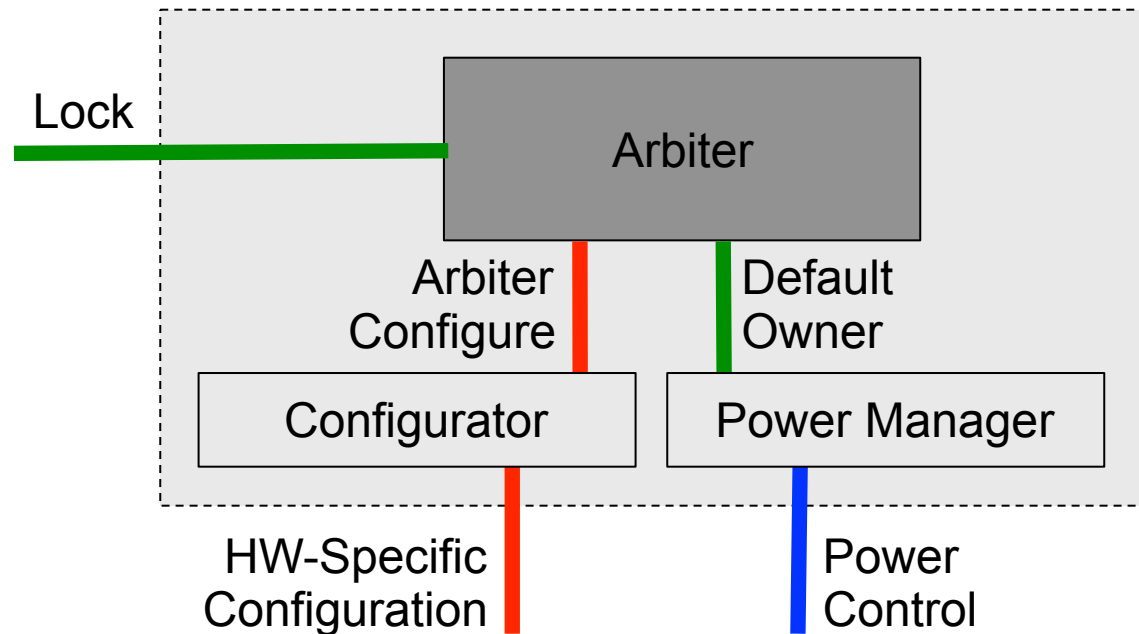 Lock
Arbiter
Arbiter
Configure
Default
Owner
Configurator
Power Manager
HW-Specific
Configuration
Power
Control